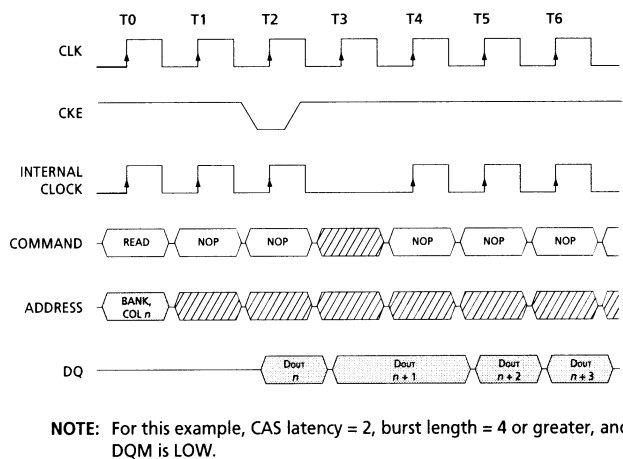 T0 T1 T2 T3 T4 T5 T6
CLK
CKE
INTERNAL
CLOCK
COMMAND READ NOP NOP NOP NOP NOP
ADDRESS BANK,
COL n
DQ DOUT DOUT DOUT DOUT
n n + 1 n + 2 n + 3
NOTE: For this example, CAS latency = 2, burst length = 4 or greater, and
DQM is LOW.